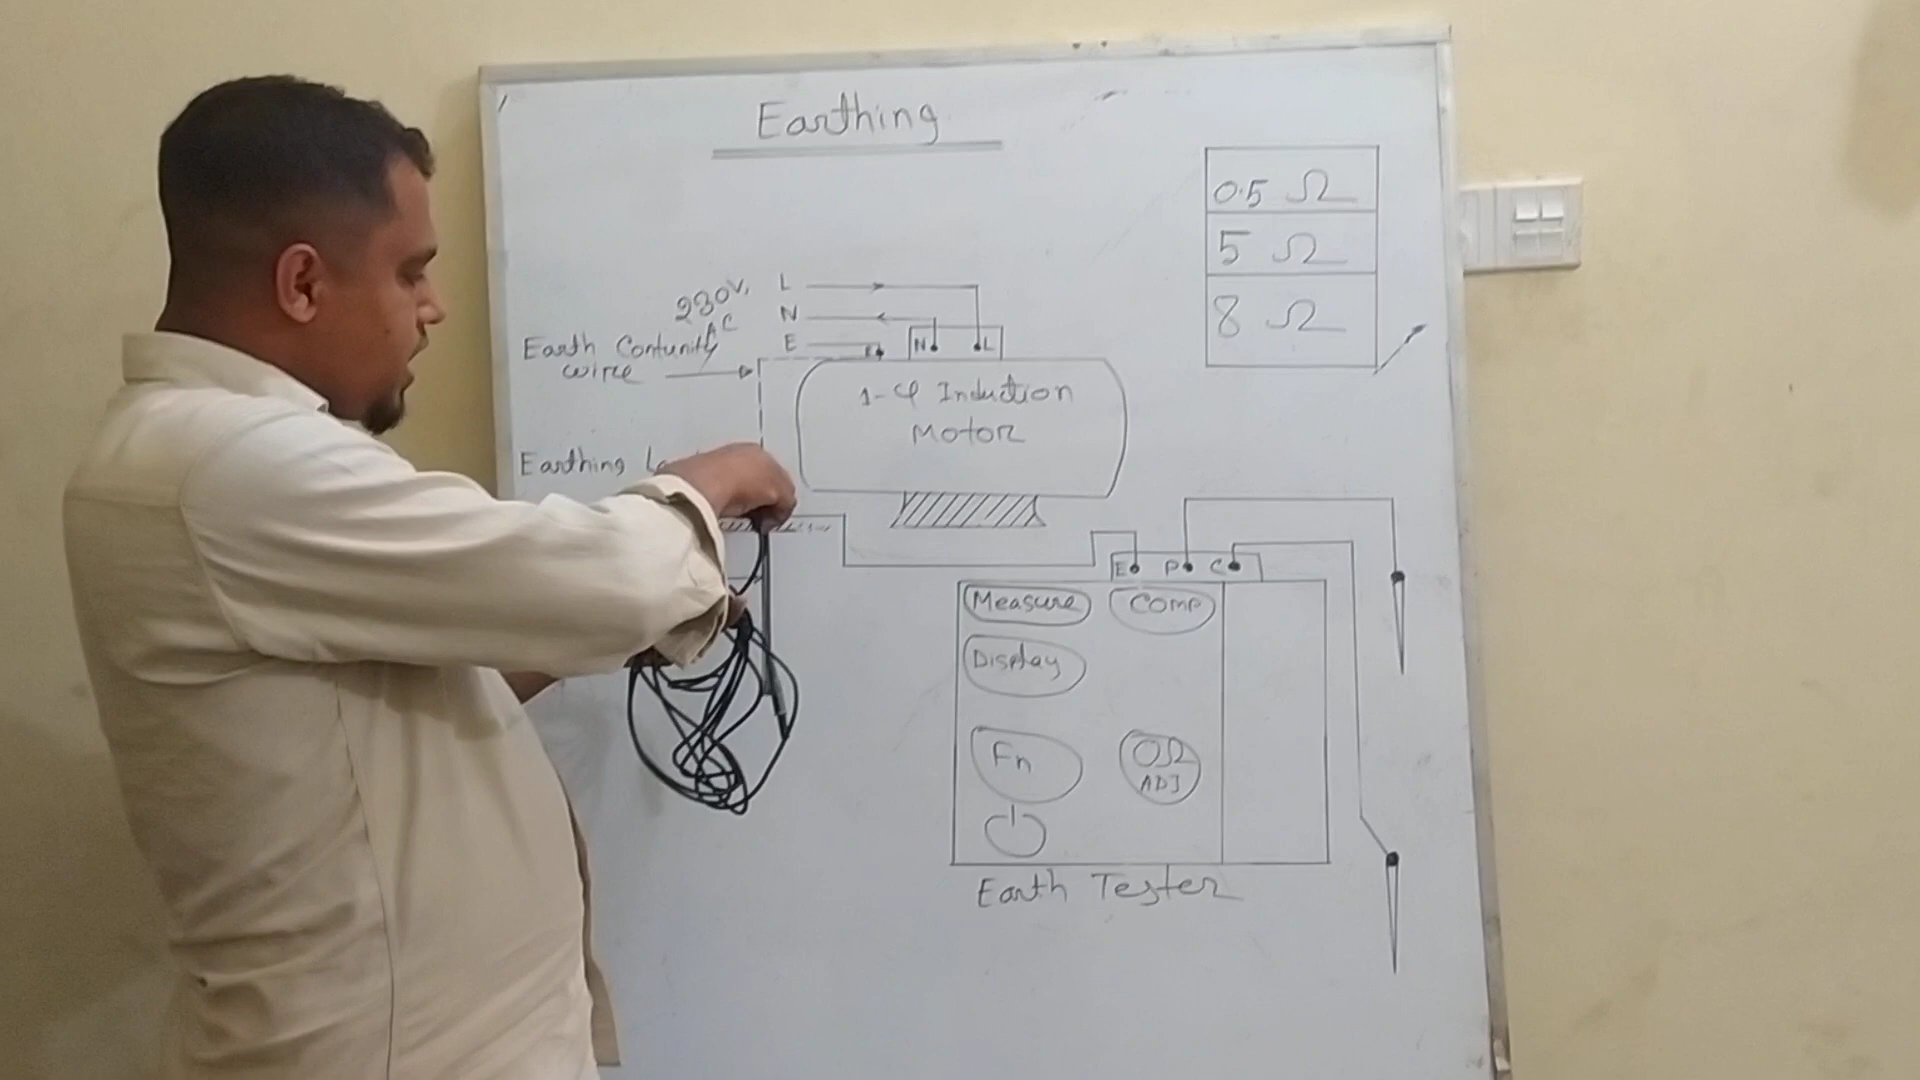 Earthing
0.5 Ω
5 Ω
8 Ω
230V, AC
L
N
E
Earth Contunity
wire
E N L
1-φ Induction
Motor
Earthing
E P C
Measure
Comp
Display
Fn
0Ω
ADJ
Earth Tester